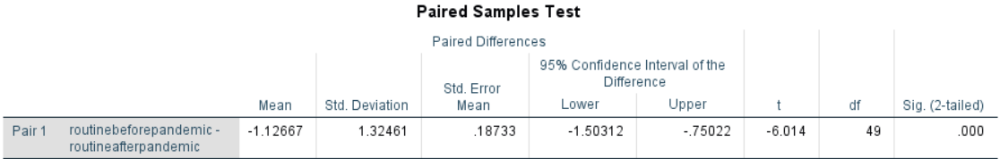 Paired Samples Test
Paired Differences
95% Confidence Interval of the
Difference
Std. Error
Mean Std. Deviation Mean Lower Upper t df Sig. (2-tailed)
Pair 1 routinebeforepandemic - -1.12667 1.32461 .18733 -1.50312 -.75022 -6.014 49 .000
routineafterpandemic